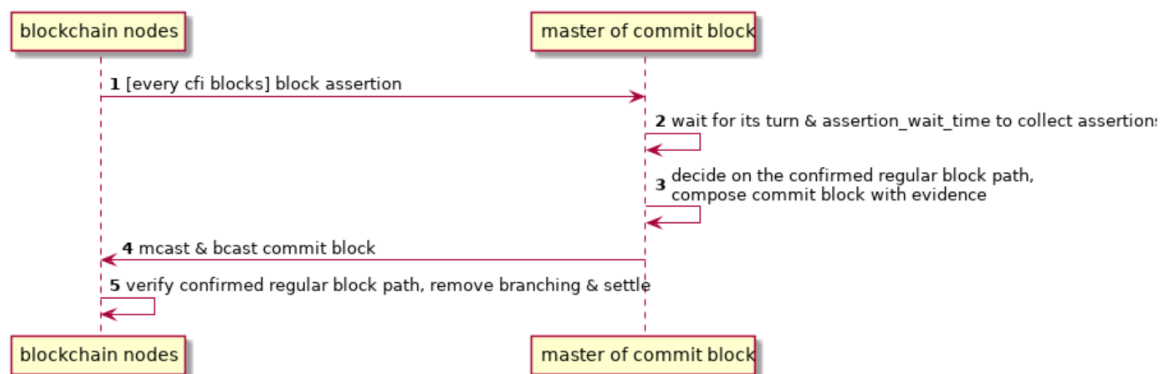 blockchain nodes
master of commit block
1 [every cfi blocks] block assertion
2 wait for its turn & assertion_wait_time to collect assertions
3 decide on the confirmed regular block path,
compose commit block with evidence
4 mcast & bcast commit block
5 verify confirmed regular block path, remove branching & settle
blockchain nodes
master of commit block